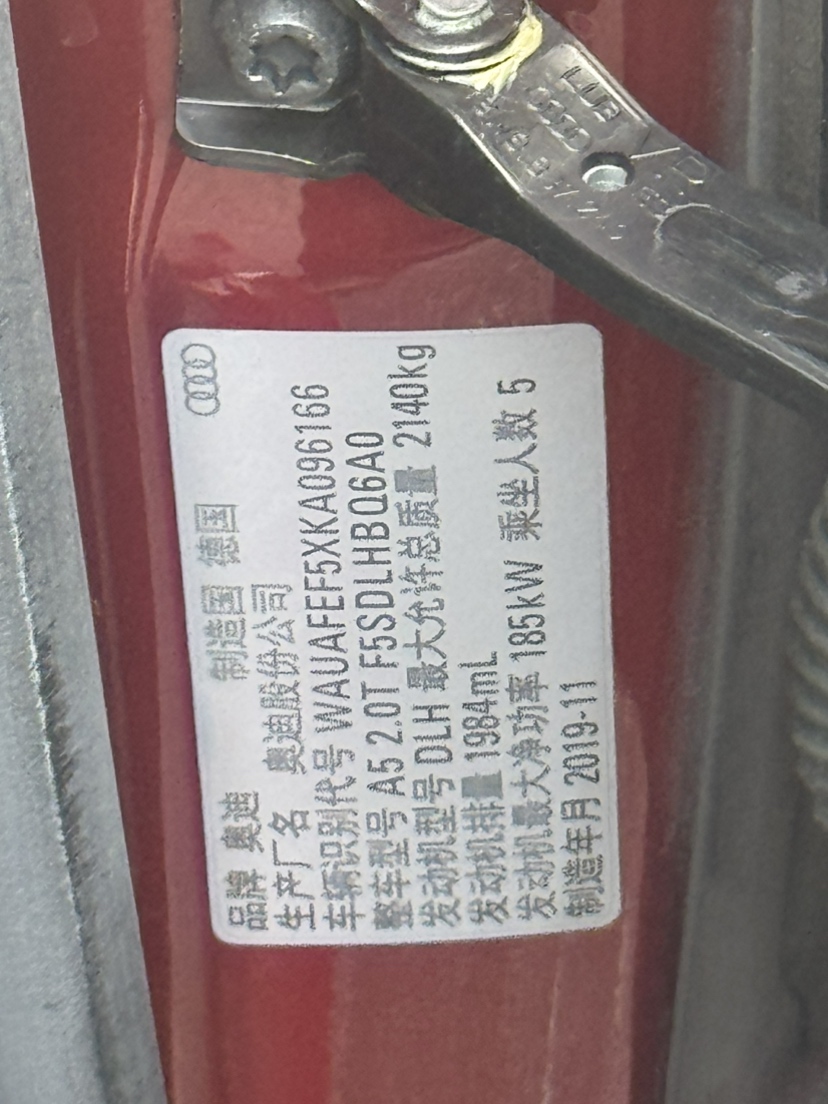 品牌 奥迪 制造国 德国
生产厂名 奥迪股份公司
车辆识别代号 WAUAFEF5XKA096166
整车型号 A5 2.0T F5SDLHBQ6A0
发动机型号 DLH 最大允许总质量 2140kg
发动机排量 1984mL
发动机最大净功率 185kW 乘坐人数 5
制造年月 2019-11